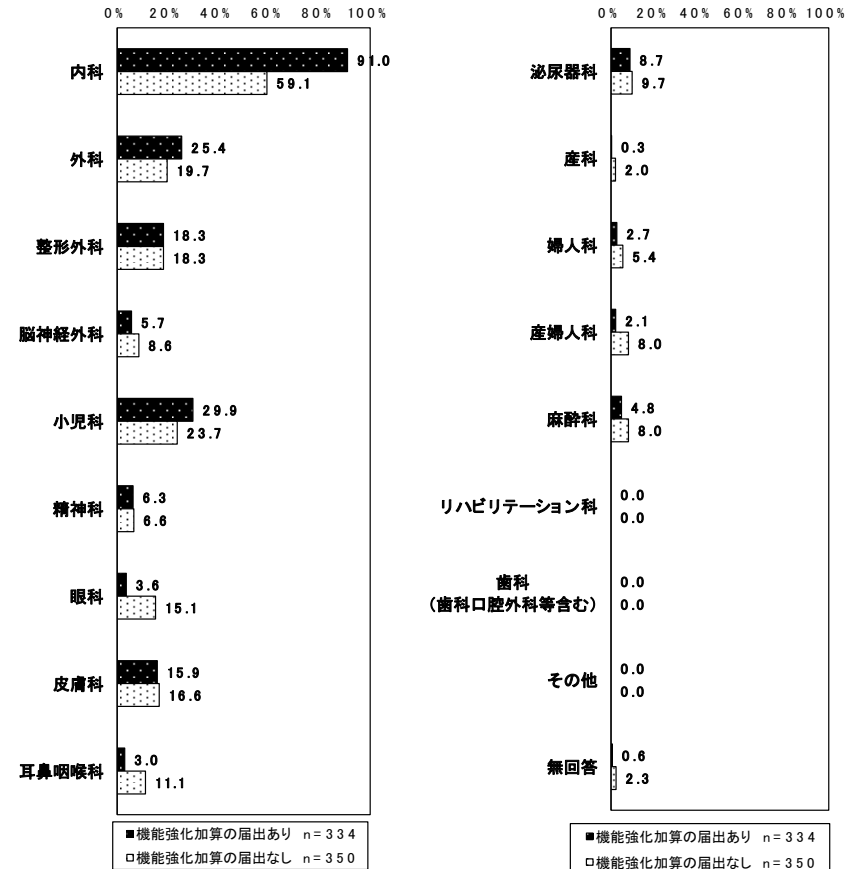 0% 20% 40% 60% 80% 100%
内科
91.0
59.1
外科
25.4
19.7
整形外科
18.3
18.3
脳神経外科
5.7
8.6
小児科
29.9
23.7
精神科
6.3
6.6
眼科
3.6
15.1
皮膚科
15.9
16.6
耳鼻咽喉科
3.0
11.1
■機能強化加算の届出あり n=334
□機能強化加算の届出なし n=350
0% 20% 40% 60% 80% 100%
泌尿器科
8.7
9.7
産科
0.3
2.0
婦人科
2.7
5.4
産婦人科
2.1
8.0
麻酔科
4.8
8.0
リハビリテーション科
0.0
0.0
歯科
(歯科口腔外科等含む)
0.0
0.0
その他
0.0
0.0
無回答
0.6
2.3
■機能強化加算の届出あり n=334
□機能強化加算の届出なし n=350